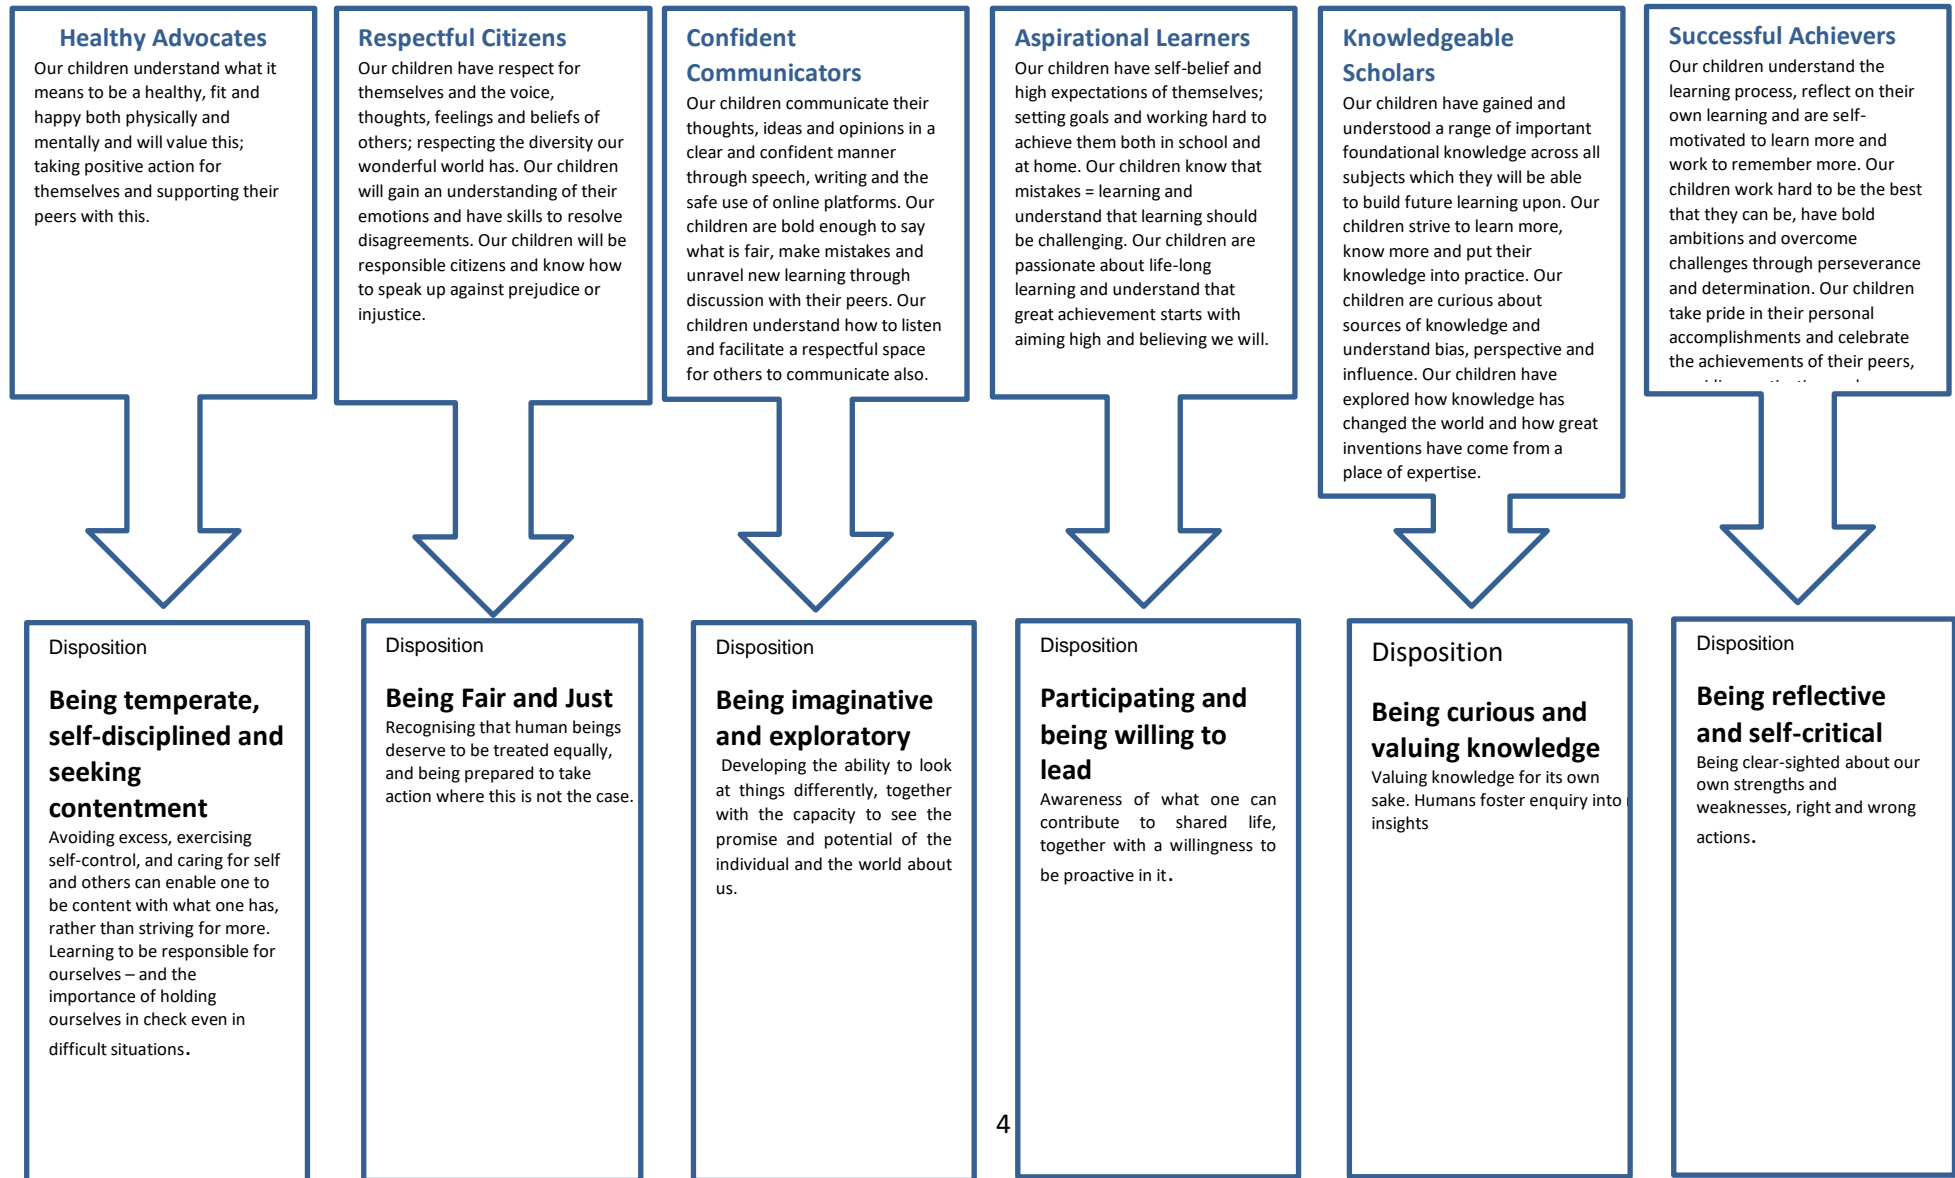 Healthy Advocates
Our children understand what it
means to be a healthy, fit and
happy both physically and
mentally and will value this;
taking positive action for
themselves and supporting their
peers with this.
Respectful Citizens
Our children have respect for
themselves and the voice,
thoughts, feelings and beliefs of
others; respecting the diversity our
wonderful world has. Our children
will gain an understanding of their
emotions and have skills to resolve
disagreements. Our children will be
responsible citizens and know how
to speak up against prejudice or
injustice.
Confident
Communicators
Our children communicate their
thoughts, ideas and opinions in a
clear and confident manner
through speech, writing and the
safe use of online platforms. Our
children are bold enough to say
what is fair, make mistakes and
unravel new learning through
discussion with their peers. Our
children understand how to listen
and facilitate a respectful space
for others to communicate also.
Aspirational Learners
Our children have self-belief and
high expectations of themselves;
setting goals and working hard to
achieve them both in school and
at home. Our children know that
mistakes = learning and
understand that learning should
be challenging. Our children are
passionate about life-long
learning and understand that
great achievement starts with
aiming high and believing we will.
Knowledgeable
Scholars
Our children have gained and
understood a range of important
foundational knowledge across all
subjects which they will be able
to build future learning upon. Our
children strive to learn more,
know more and put their
knowledge into practice. Our
children are curious about
sources of knowledge and
understand bias, perspective and
influence. Our children have
explored how knowledge has
changed the world and how great
inventions have come from a
place of expertise.
Successful Achievers
Our children understand the
learning process, reflect on their
own learning and are self-
motivated to learn more and
work to remember more. Our
children work hard to be the best
that they can be, have bold
ambitions and overcome
challenges through perseverance
and determination. Our children
take pride in their personal
accomplishments and celebrate
the achievements of their peers,
Disposition
Being temperate,
self-disciplined and
seeking
contentment
Avoiding excess, exercising
self-control, and caring for self
and others can enable one to
be content with what one has,
rather than striving for more.
Learning to be responsible for
ourselves – and the
importance of holding
ourselves in check even in
difficult situations.
Disposition
Being Fair and Just
Recognising that human beings
deserve to be treated equally,
and being prepared to take
action where this is not the case.
Disposition
Being imaginative
and exploratory
Developing the ability to look
at things differently, together
with the capacity to see the
promise and potential of the
individual and the world about
us.
Disposition
Participating and
being willing to
lead
Awareness of what one can
contribute to shared life,
together with a willingness to
be proactive in it.
Disposition
Being curious and
valuing knowledge
Valuing knowledge for its own
sake. Humans foster enquiry into
insights
Disposition
Being reflective
and self-critical
Being clear-sighted about our
own strengths and
weaknesses, right and wrong
actions.
4